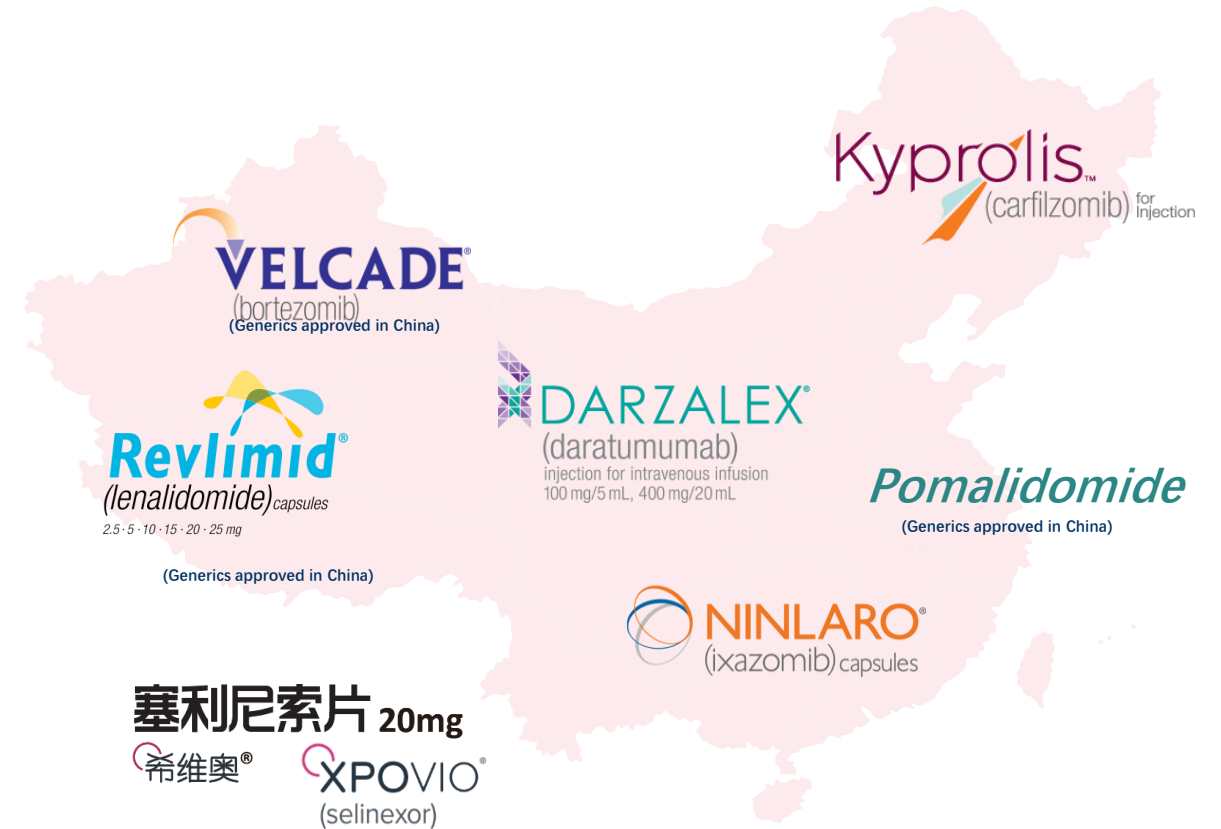 Kyprolis™
(carfilzomib) for Injection
VELCADE®
(bortezomib)
(Generics approved in China)
DARZALEX®
(daratumumab)
injection for intravenous infusion
100 mg/5 mL, 400 mg/20 mL
Revlimid®
(lenalidomide) capsules
2.5 · 5 · 10 · 15 · 20 · 25 mg
(Generics approved in China)
Pomalidomide
(Generics approved in China)
NINLARO®
(ixazomib) capsules
塞利尼索片 20mg
希维奥®
XPOVIO®
(selinexor)